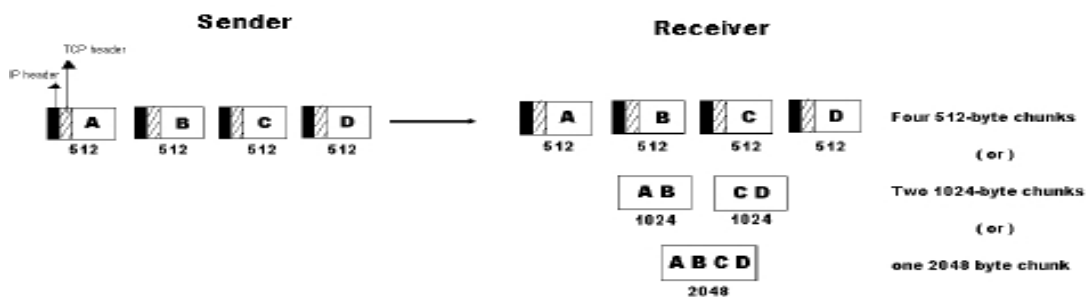 Sender
Receiver
TCP header
IP header
A B C D
512 512 512 512
A B C D
512 512 512 512
Four 512-byte chunks
( or )
A B C D
1024 1024
Two 1024-byte chunks
( or )
A B C D
2048
one 2048 byte chunk